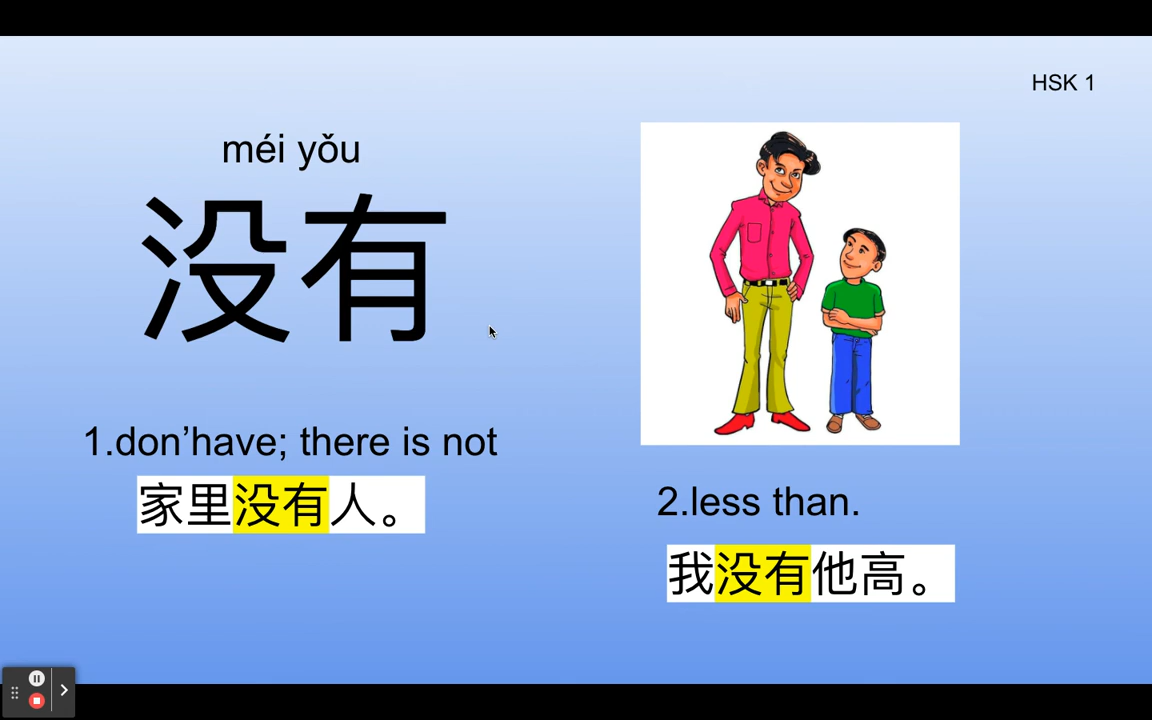 HSK 1
méi yǒu
没有
1.don’have; there is not
家里没有人。
2.less than.
我没有他高。